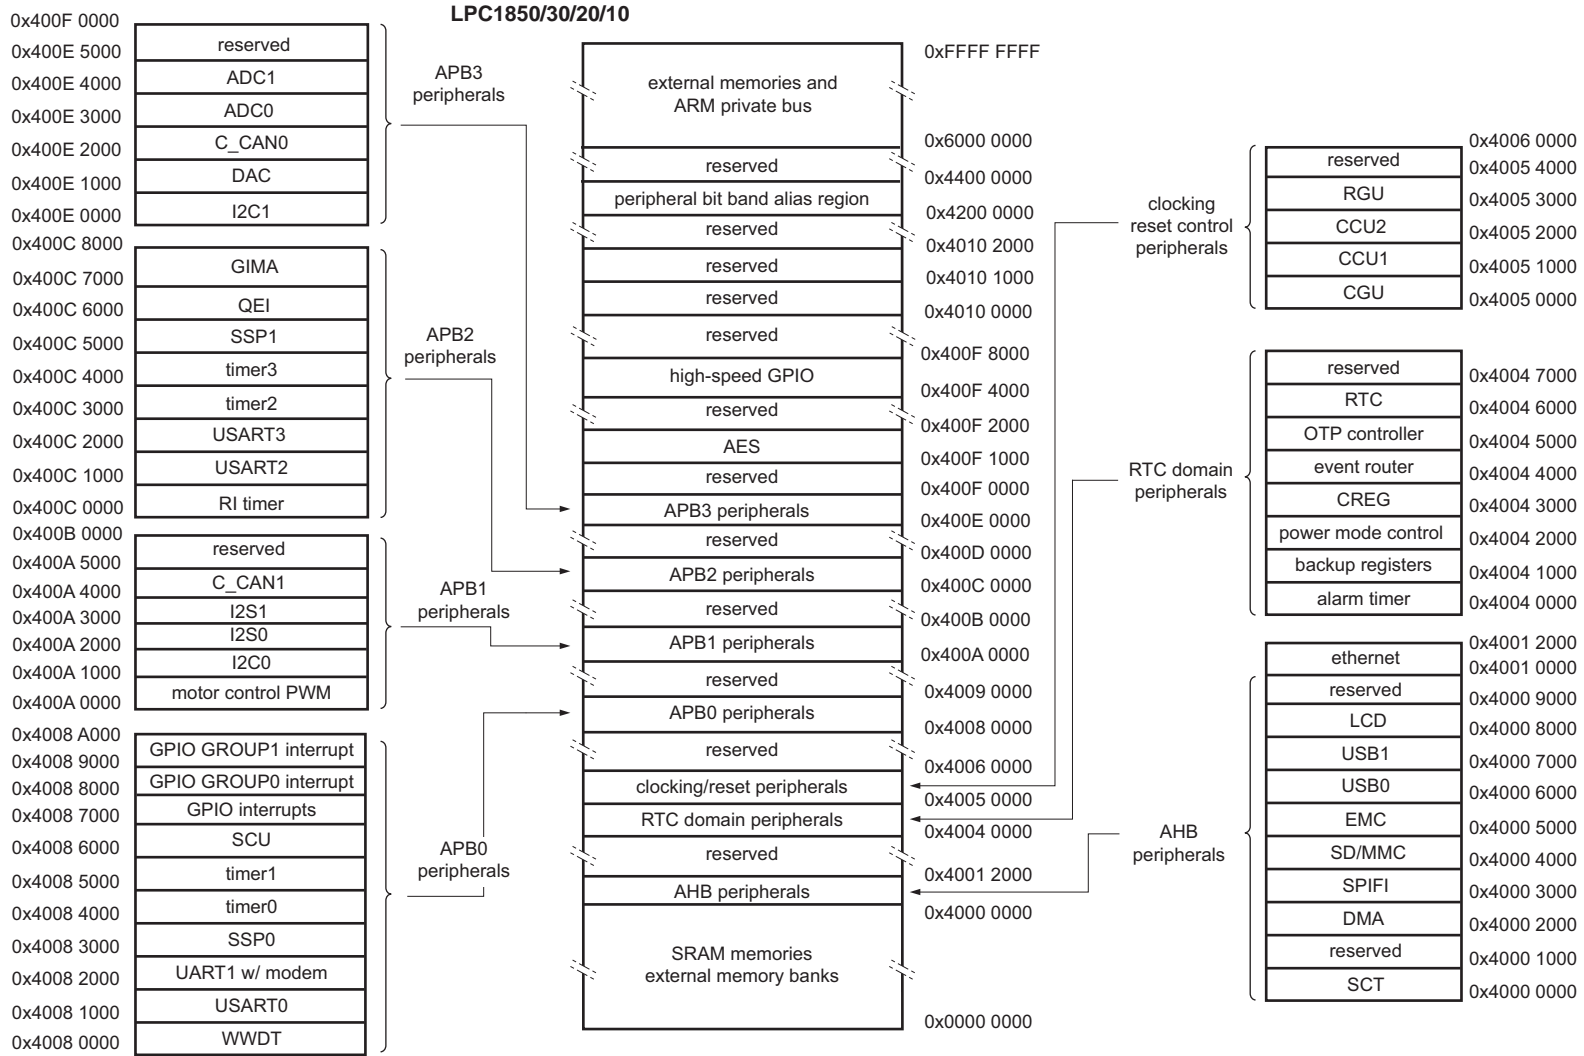 LPC1850/30/20/10
0x400F 0000
reserved
0x400E 5000
ADC1
0x400E 4000
ADC0
0x400E 3000
C_CAN0
0x400E 2000
DAC
0x400E 1000
I2C1
0x400E 0000
APB3
peripherals
0x400C 8000
GIMA
0x400C 7000
QEI
0x400C 6000
SSP1
0x400C 5000
timer3
0x400C 4000
timer2
0x400C 3000
USART3
0x400C 2000
USART2
0x400C 1000
RI timer
0x400C 0000
APB2
peripherals
0x400B 0000
reserved
0x400A 5000
C_CAN1
0x400A 4000
I2S1
0x400A 3000
I2S0
0x400A 2000
I2C0
0x400A 1000
motor control PWM
0x400A 0000
APB1
peripherals
0x4008 A000
GPIO GROUP1 interrupt
0x4008 9000
GPIO GROUP0 interrupt
0x4008 8000
GPIO interrupts
0x4008 7000
SCU
0x4008 6000
timer1
0x4008 5000
timer0
0x4008 4000
SSP0
0x4008 3000
UART1 w/ modem
0x4008 2000
USART0
0x4008 1000
WWDT
0x4008 0000
APB0
peripherals
0xFFFF FFFF
external memories and
ARM private bus
0x6000 0000
reserved
0x4400 0000
peripheral bit band alias region
0x4200 0000
reserved
0x4010 2000
reserved
0x4010 1000
reserved
0x4010 0000
reserved
0x400F 8000
high-speed GPIO
0x400F 4000
reserved
0x400F 2000
AES
0x400F 1000
reserved
0x400F 0000
APB3 peripherals
0x400E 0000
reserved
0x400D 0000
APB2 peripherals
0x400C 0000
reserved
0x400B 0000
APB1 peripherals
0x400A 0000
reserved
0x4009 0000
APB0 peripherals
0x4008 0000
reserved
0x4006 0000
clocking/reset peripherals
0x4005 0000
RTC domain peripherals
0x4004 0000
reserved
0x4001 2000
AHB peripherals
0x4000 0000
SRAM memories
external memory banks
0x0000 0000
clocking
reset control
peripherals
0x4006 0000
reserved
0x4005 4000
RGU
0x4005 3000
CCU2
0x4005 2000
CCU1
0x4005 1000
CGU
0x4005 0000
RTC domain
peripherals
reserved
0x4004 7000
RTC
0x4004 6000
OTP controller
0x4004 5000
event router
0x4004 4000
CREG
0x4004 3000
power mode control
0x4004 2000
backup registers
0x4004 1000
alarm timer
0x4004 0000
AHB
peripherals
0x4001 2000
ethernet
0x4001 0000
reserved
0x4000 9000
LCD
0x4000 8000
USB1
0x4000 7000
USB0
0x4000 6000
EMC
0x4000 5000
SD/MMC
0x4000 4000
SPIFI
0x4000 3000
DMA
0x4000 2000
reserved
0x4000 1000
SCT
0x4000 0000